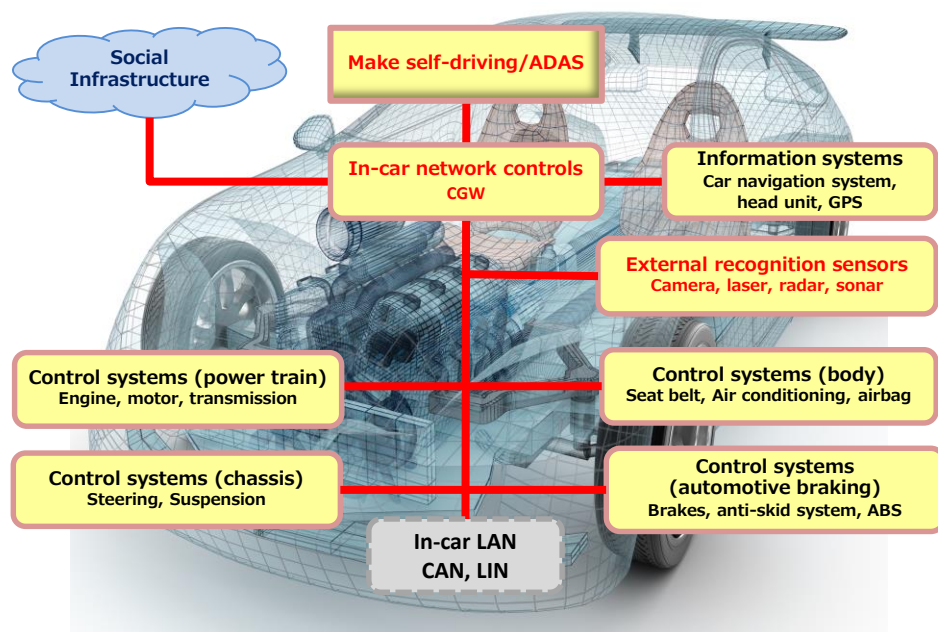 Social
Infrastructure
Make self-driving/ADAS
In-car network controls
CGW
Information systems
Car navigation system,
head unit, GPS
External recognition sensors
Camera, laser, radar, sonar
Control systems (power train)
Engine, motor, transmission
Control systems (body)
Seat belt, Air conditioning, airbag
Control systems (chassis)
Steering, Suspension
Control systems
(automotive braking)
Brakes, anti-skid system, ABS
In-car LAN
CAN, LIN